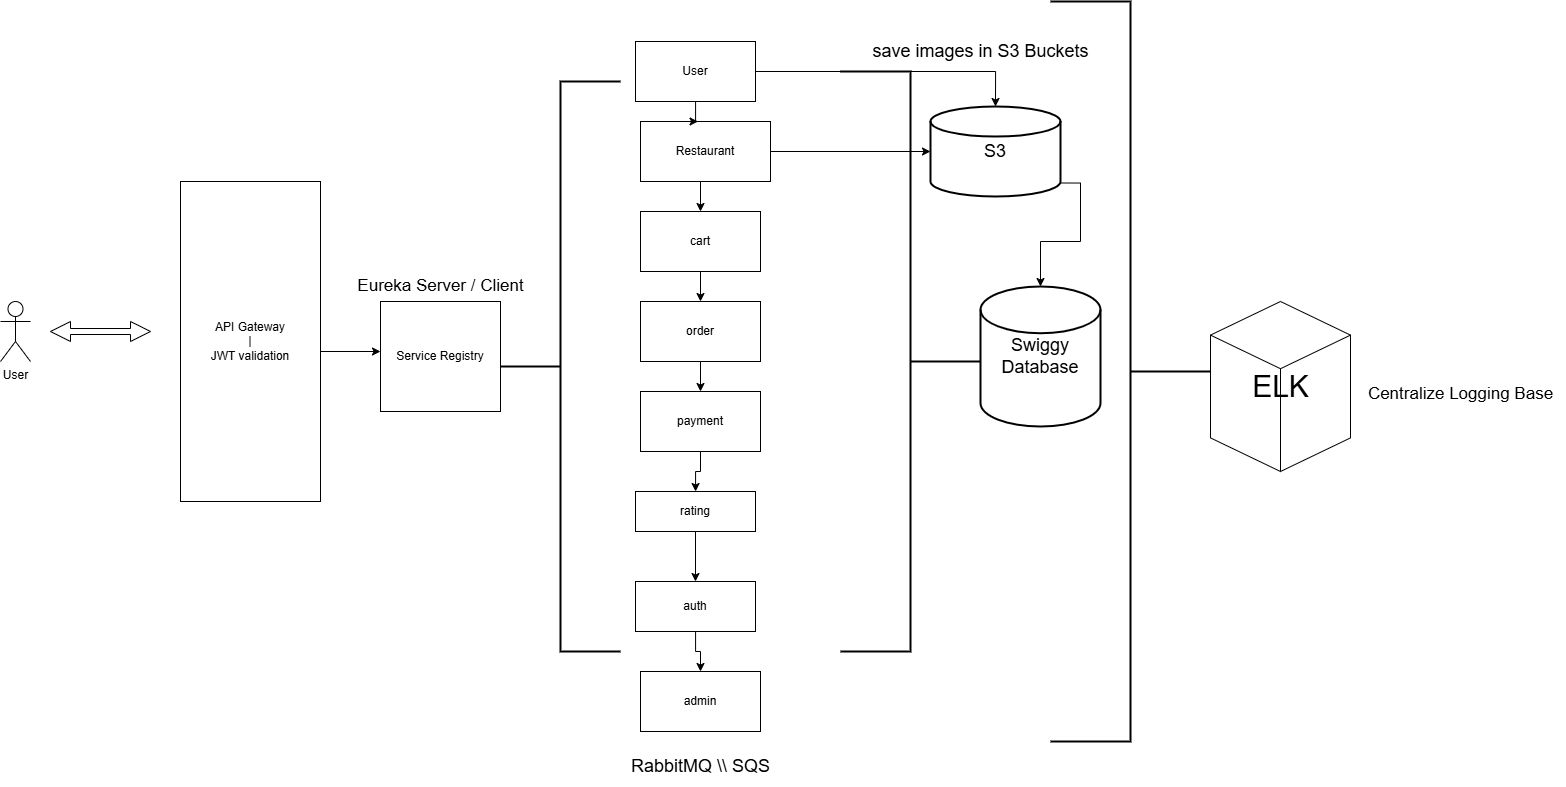 save images in S3 Buckets
User
Restaurant
S3
cart
Eureka Server / Client
API Gateway
|
JWT validation
Service Registry
User
order
Swiggy
Database
ELK
Centralize Logging Base
payment
rating
auth
admin
RabbitMQ \\ SQS